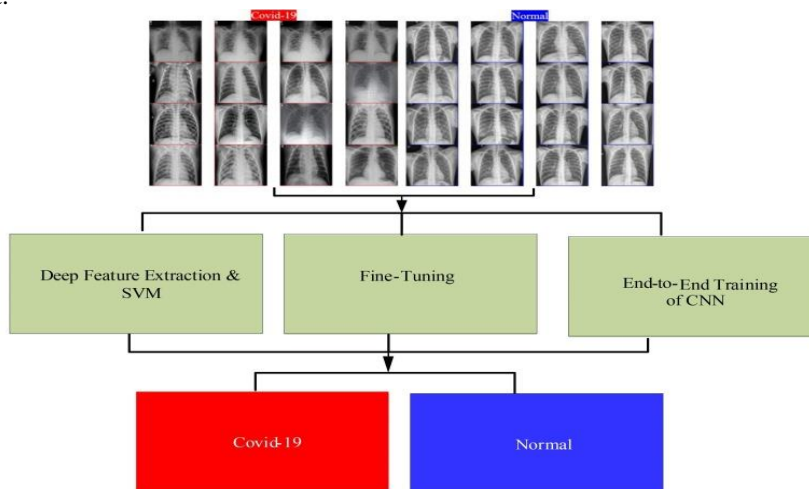 Covid-19
Normal
Deep Feature Extraction &
SVM
Fine-Tuning
End-to-End Training
of CNN
Covid-19
Normal